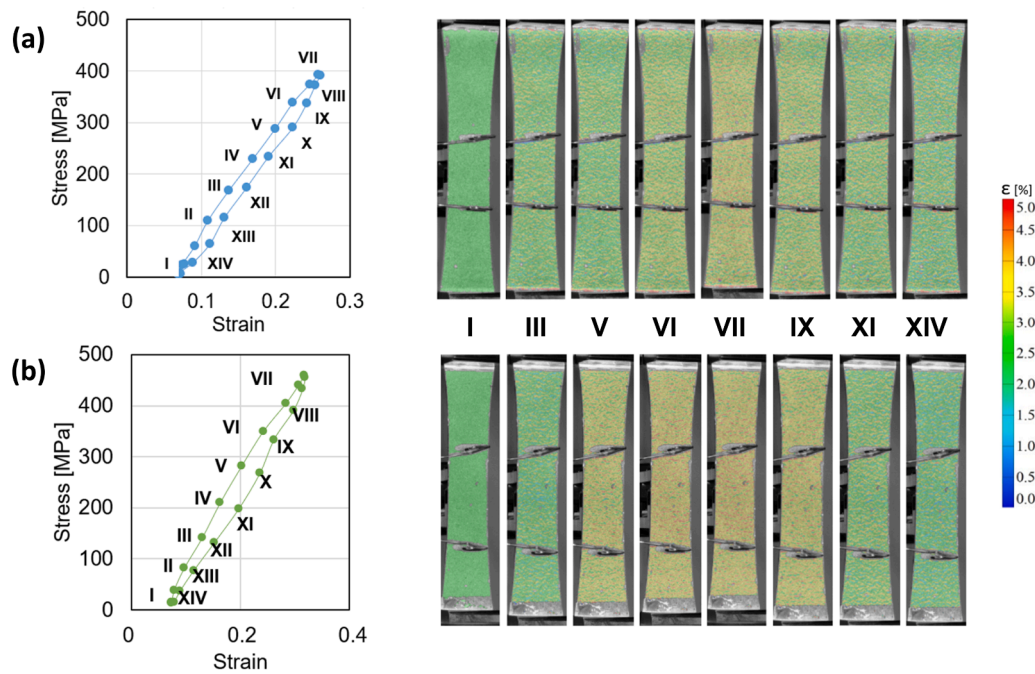 (a)
Stress [MPa]
500
400
300
200
100
0
0
0.1
0.2
0.3
Strain
I
II
III
IV
V
VI
VII
VIII
IX
X
XI
XII
XIII
XIV
I III V VI VII IX XI XIV
ε [%]
5.0
4.5
4.0
3.5
3.0
2.5
2.0
1.5
1.0
0.5
0.0
(b)
Stress [MPa]
500
400
300
200
100
0
0
0.2
0.4
Strain
I
II
III
IV
V
VI
VII
VIII
IX
X
XI
XII
XIII
XIV